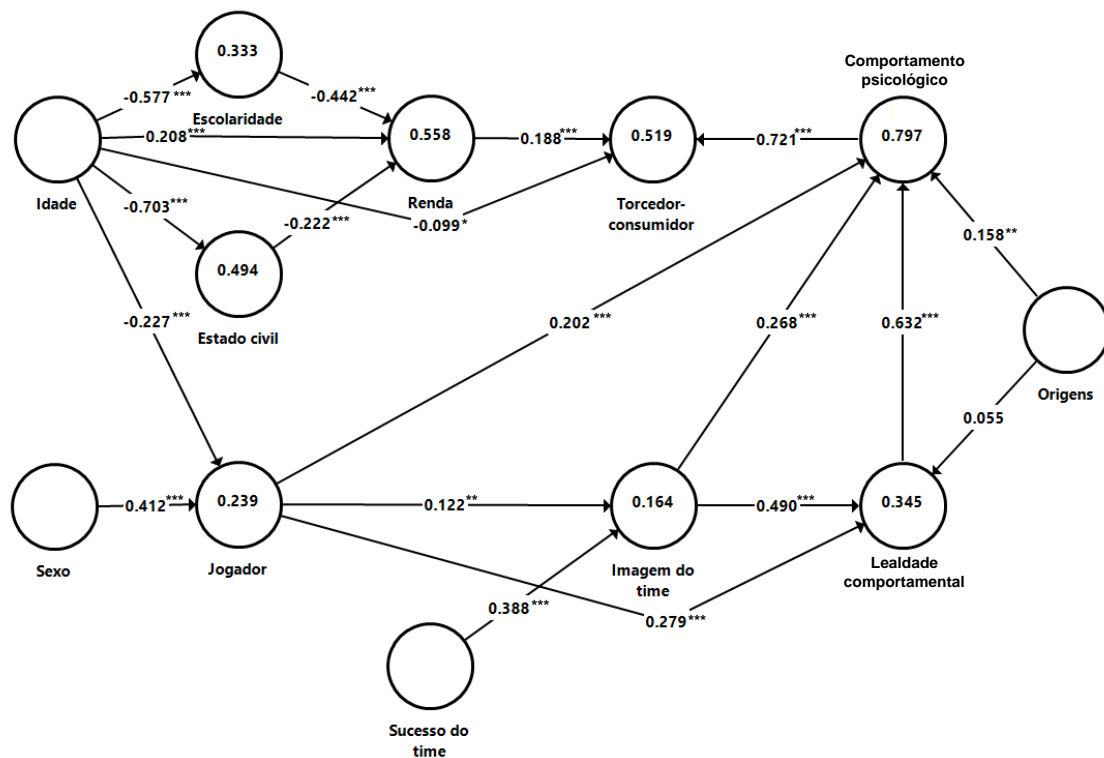 0.333
Comportamento
psicológico
-0.577***
-0.442***
Escolaridade
0.208***
0.558
0.188***
0.519
0.721***
0.797
Idade
Renda
Torcedor-
consumidor
-0.703***
-0.222***
-0.099*
0.158**
0.494
-0.227***
Estado civil
0.202***
0.268***
0.632***
Origens
0.055
0.412***
0.239
0.122**
0.164
0.490***
0.345
Sexo
Jogador
Imagem do
time
Lealdade
comportamental
0.388***
0.279***
Sucesso do
time